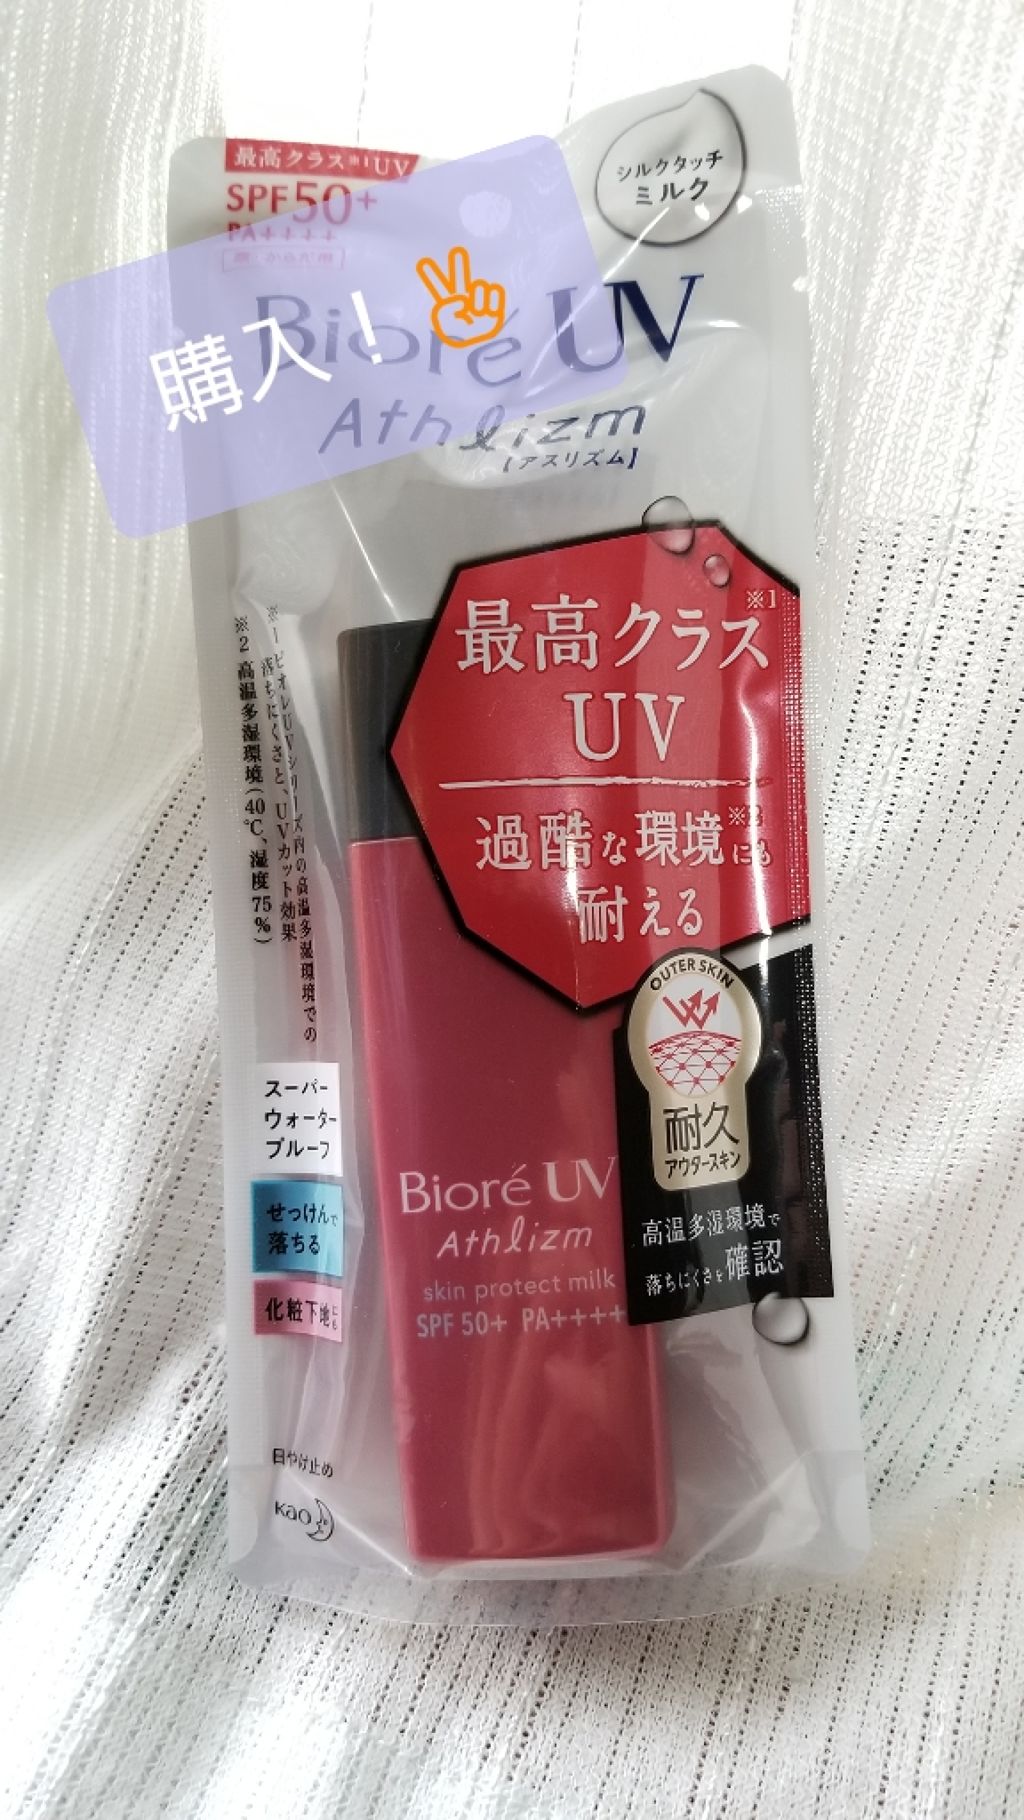 最高クラス※1UV
SPF50+
PA++++
シルクタッチ
ミルク
Bioré UV
購入！
Athlizm
【アスリズム】
最高クラス※1
UV
過酷な環境※2にも
耐える
※1 ビオレUVシリーズ内の高温多湿環境での
落ちにくさと、UVカット効果
※2 高温多湿環境(40℃、湿度75%)
OUTER SKIN
耐久
アウタースキン
高温多湿環境で
落ちにくさを確認
スーパー
ウォーター
プルーフ
せっけんで
落ちる
化粧下地にも
Bioré UV
Athlizm
skin protect milk
SPF 50+ PA++++
日やけ止め
Kao